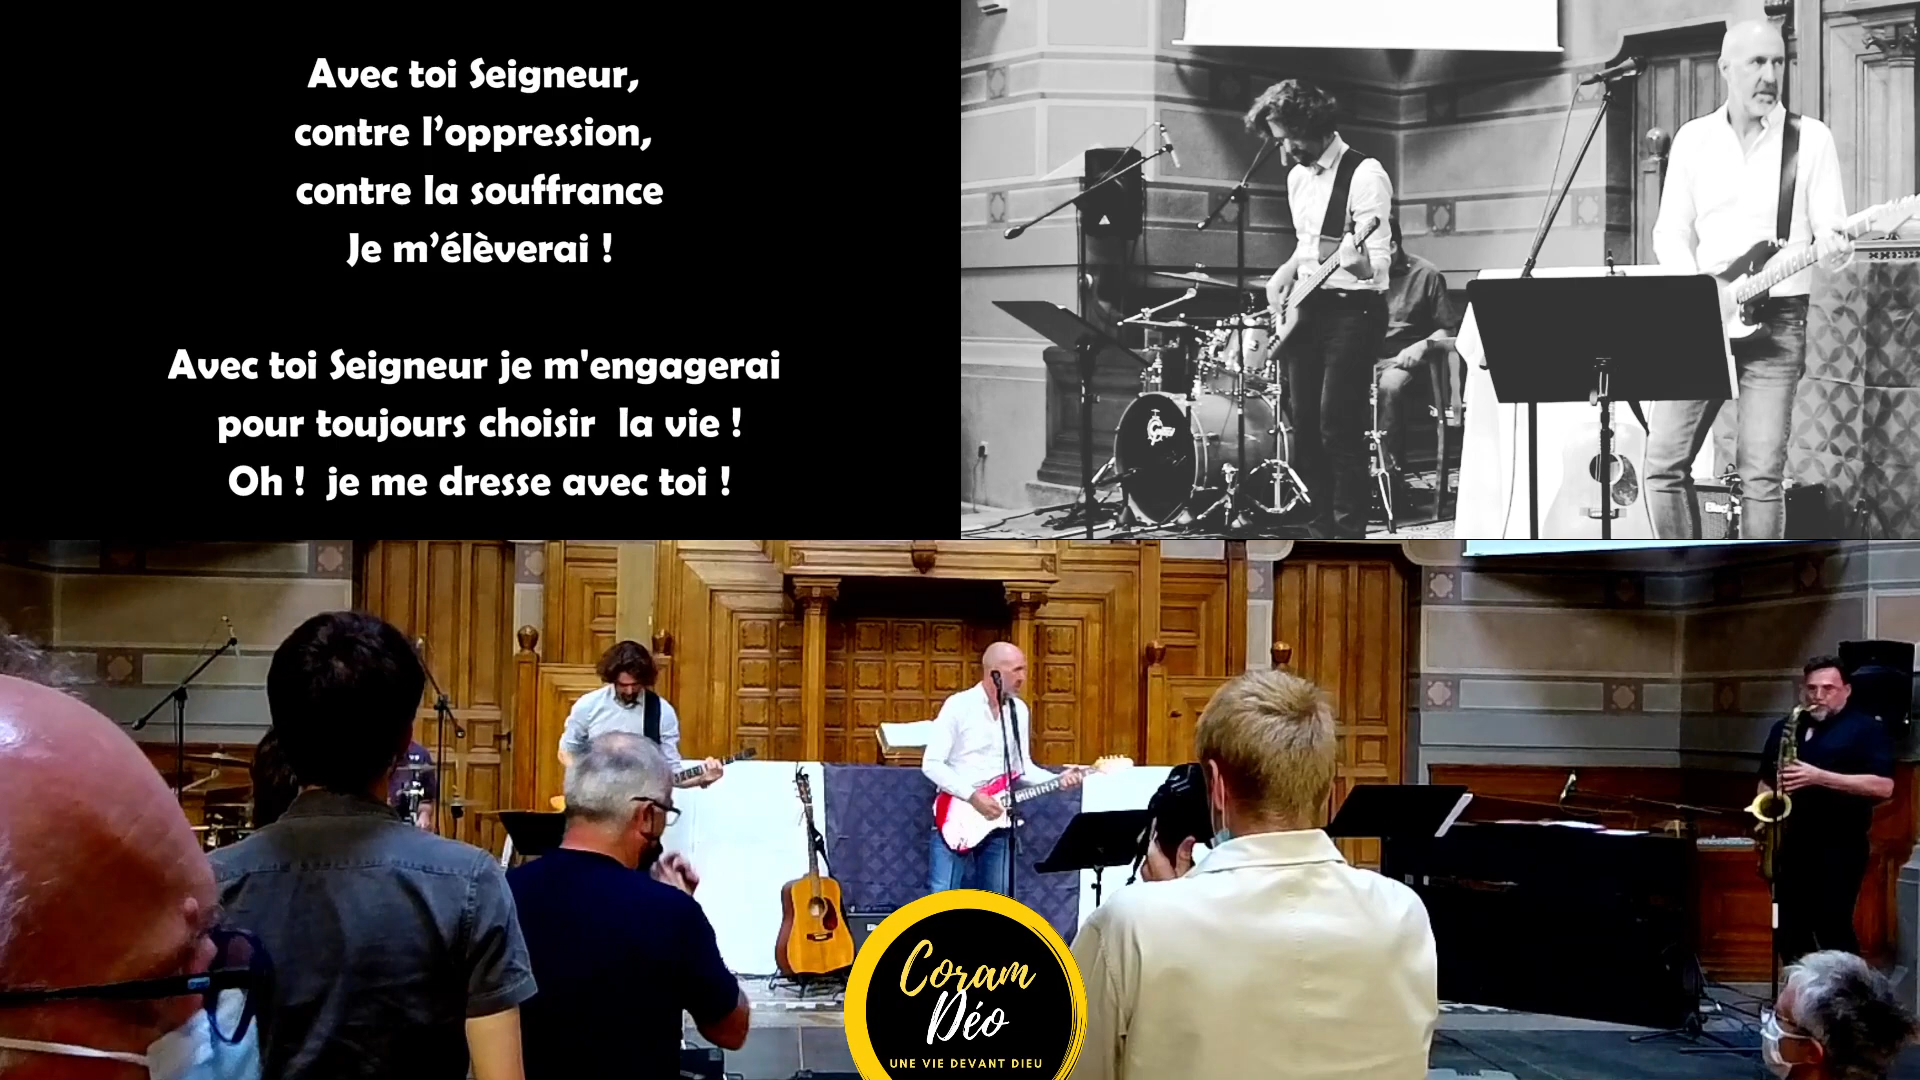 Avec toi Seigneur,
contre l’oppression,
contre la souffrance
Je m’élèverai !
Avec toi Seigneur je m'engagerai
pour toujours choisir  la vie !
Oh !  je me dresse avec toi !
Coram
Déo
UNE VIE DEVANT DIEU